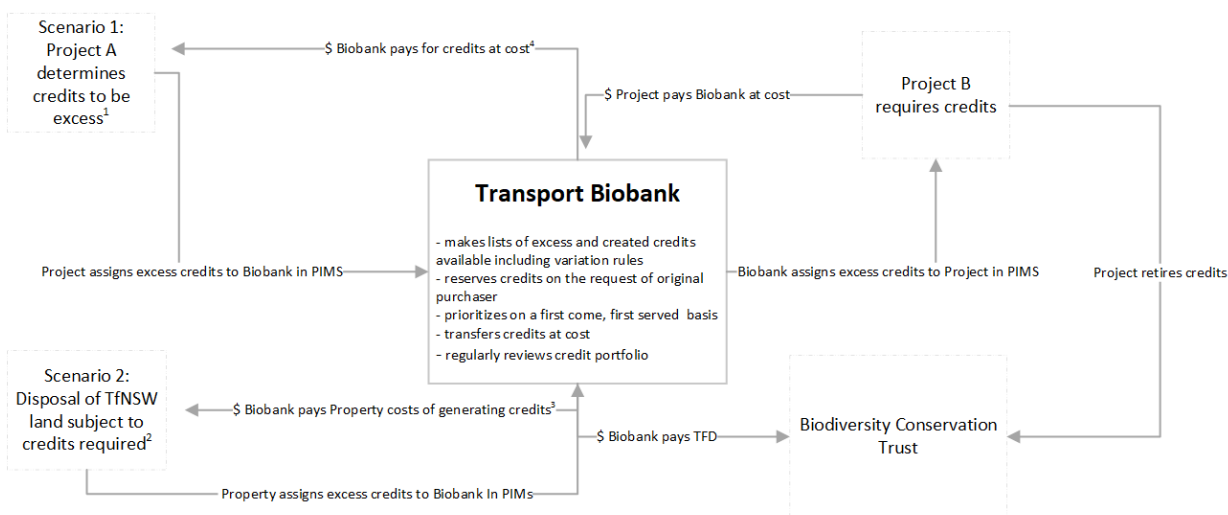 Scenario 1:
Project A
determines
credits to be
excess¹
$ Biobank pays for credits at cost⁴
$ Project pays Biobank at cost
Project B
requires credits
Transport Biobank
- makes lists of excess and created credits
available including variation rules
- reserves credits on the request of original
purchaser
- prioritizes on a first come, first served basis
- transfers credits at cost
- regularly reviews credit portfolio
Project assigns excess credits to Biobank in PIMS
Biobank assigns excess credits to Project in PIMS
Project retires credits
Scenario 2:
Disposal of TfNSW
land subject to
credits required²
$ Biobank pays Property costs of generating credits³
$ Biobank pays TFD
Biodiversity Conservation
Trust
Property assigns excess credits to Biobank In PIMs